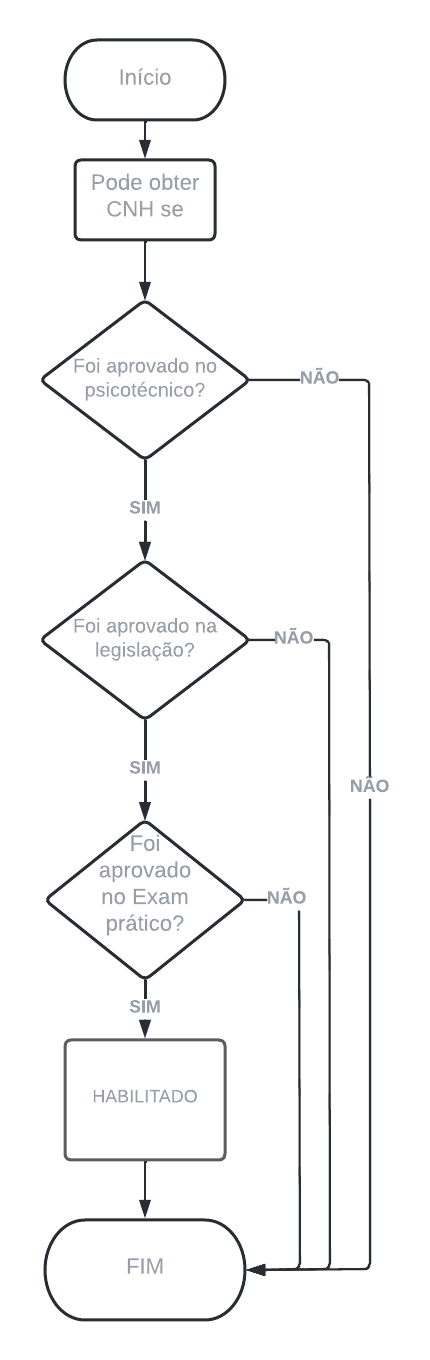 Início
Pode obter
CNH se
Foi aprovado no
psicotécnico?
NÃO
SIM
Foi aprovado na
legislação?
NÃO
SIM
NÃO
Foi
aprovado
no Exam
prático?
NÃO
SIM
HABILITADO
FIM